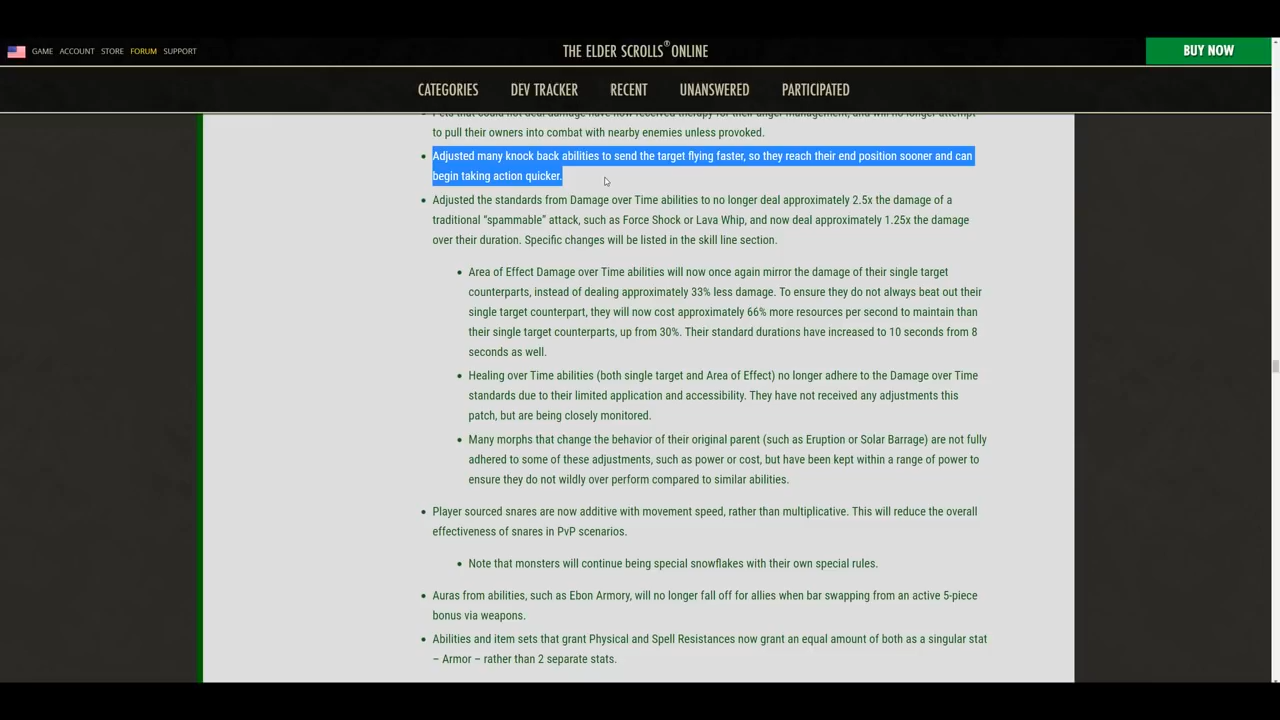 GAME ACCOUNT STORE FORUM SUPPORT
THE ELDER SCROLLS® ONLINE
BUY NOW
CATEGORIES DEV TRACKER RECENT UNANSWERED PARTICIPATED
Pets that could not deal damage have now received therapy for their anger management, and will no longer attempt
to pull their owners into combat with nearby enemies unless provoked.
• Adjusted many knock back abilities to send the target flying faster, so they reach their end position sooner and can
begin taking action quicker.
• Adjusted the standards from Damage over Time abilities to no longer deal approximately 2.5x the damage of a
traditional “spammable” attack, such as Force Shock or Lava Whip, and now deal approximately 1.25x the damage
over their duration. Specific changes will be listed in the skill line section.
• Area of Effect Damage over Time abilities will now once again mirror the damage of their single target
counterparts, instead of dealing approximately 33% less damage. To ensure they do not always beat out their
single target counterpart, they will now cost approximately 66% more resources per second to maintain than
their single target counterparts, up from 30%. Their standard durations have increased to 10 seconds from 8
seconds as well.
• Healing over Time abilities (both single target and Area of Effect) no longer adhere to the Damage over Time
standards due to their limited application and accessibility. They have not received any adjustments this
patch, but are being closely monitored.
• Many morphs that change the behavior of their original parent (such as Eruption or Solar Barrage) are not fully
adhered to some of these adjustments, such as power or cost, but have been kept within a range of power to
ensure they do not wildly over perform compared to similar abilities.
• Player sourced snares are now additive with movement speed, rather than multiplicative. This will reduce the overall
effectiveness of snares in PvP scenarios.
• Note that monsters will continue being special snowflakes with their own special rules.
• Auras from abilities, such as Ebon Armory, will no longer fall off for allies when bar swapping from an active 5-piece
bonus via weapons.
• Abilities and item sets that grant Physical and Spell Resistances now grant an equal amount of both as a singular stat
– Armor – rather than 2 separate stats.